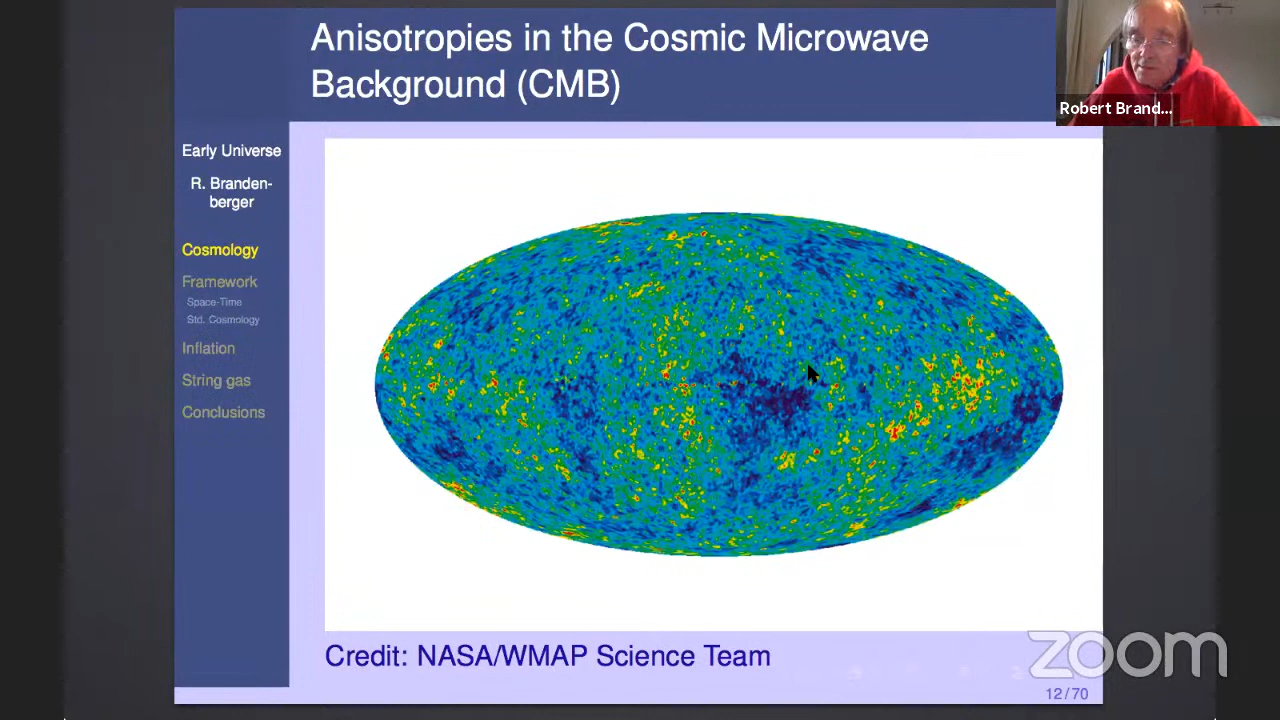 Anisotropies in the Cosmic Microwave
Background (CMB)
Robert Brand...
Early Universe
R. Branden-
berger
Cosmology
Framework
Space-Time
Std. Cosmology
Inflation
String gas
Conclusions
Credit: NASA/WMAP Science Team
zoom
12/70